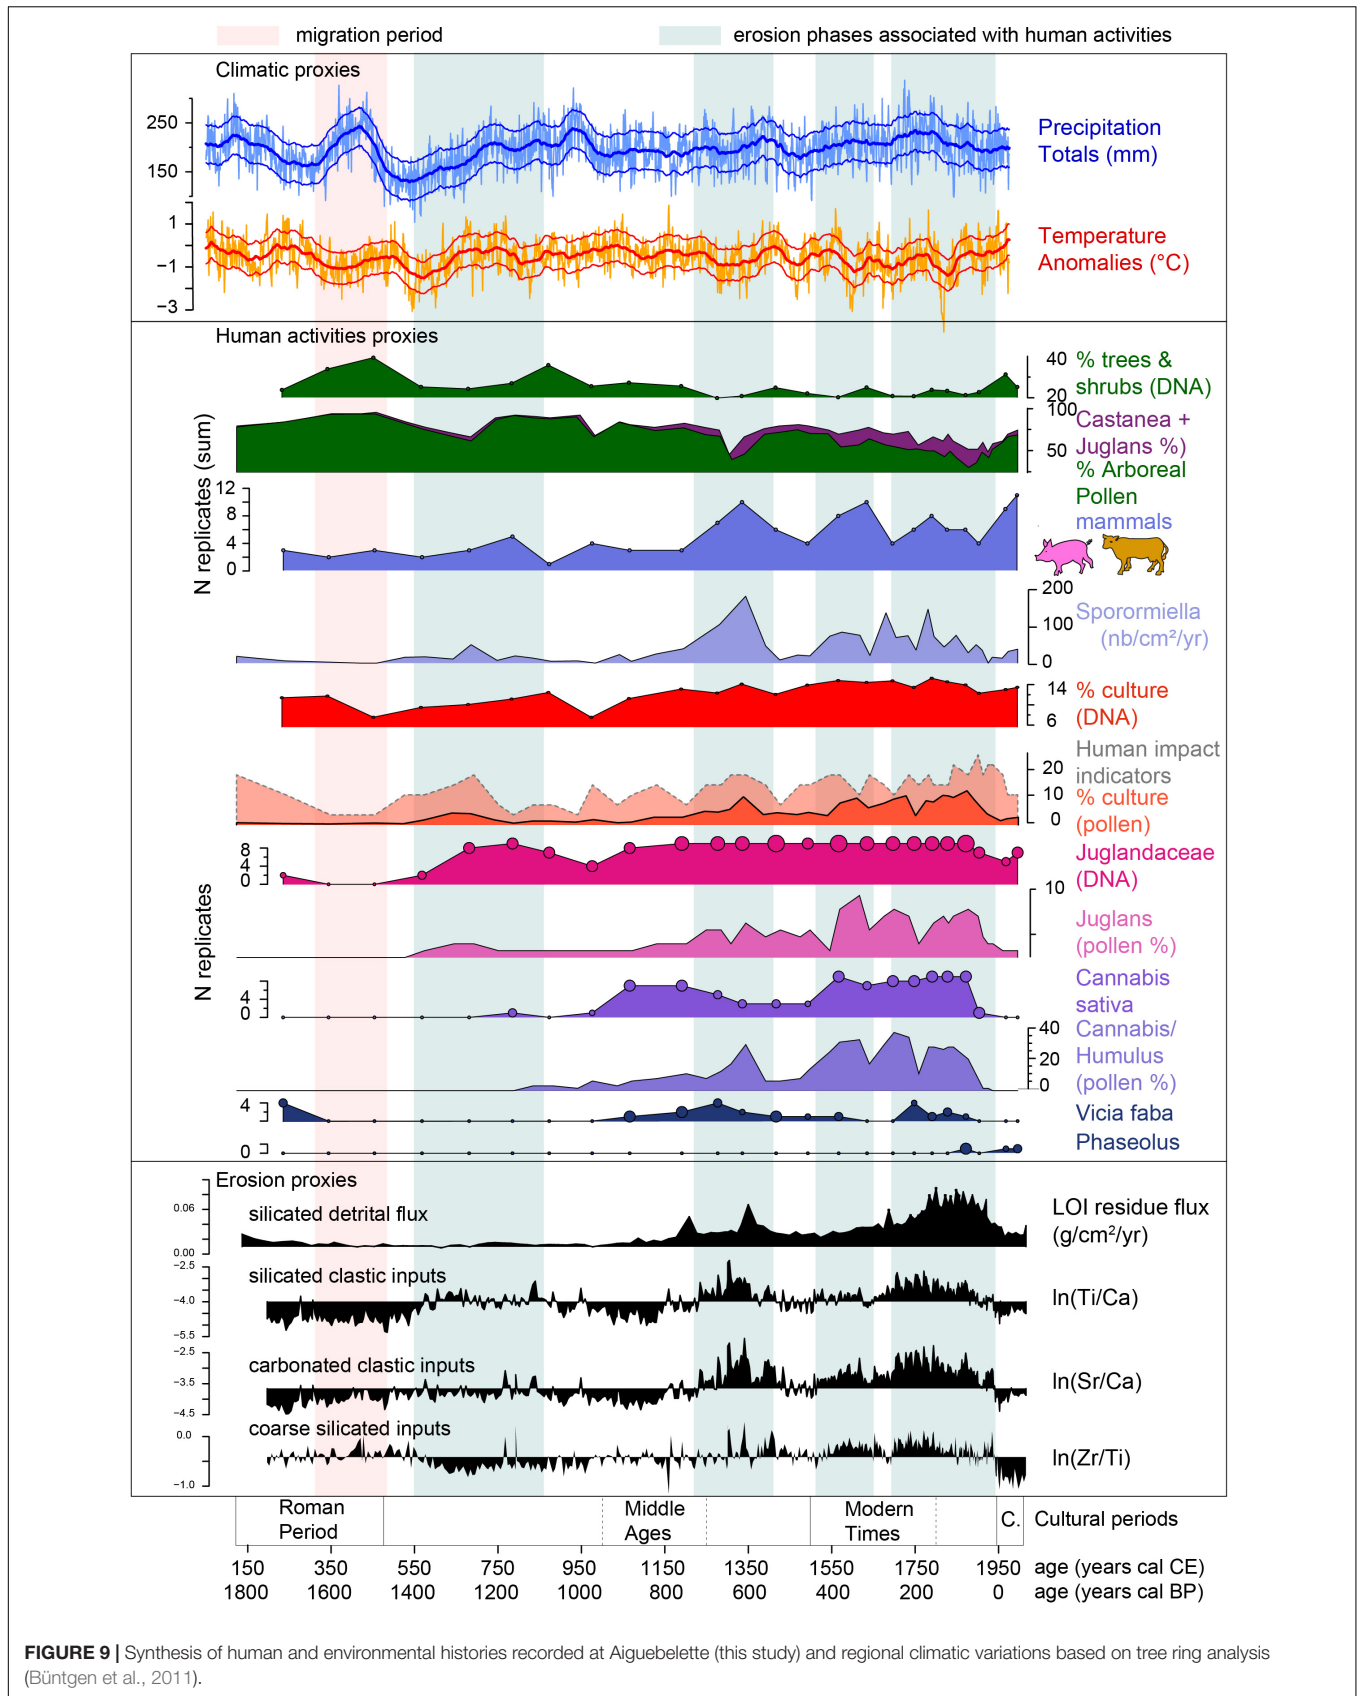 migration period
erosion phases associated with human activities
Climatic proxies
250
150
Precipitation
Totals (mm)
1
−1
−3
Temperature
Anomalies (°C)
Human activities proxies
40
20
% trees &
shrubs (DNA)
100
50
Castanea +
Juglans %)
% Arboreal
Pollen
N replicates (sum)
12
8
4
0
mammals
200
100
0
Sporormiella
(nb/cm²/yr)
14
6
% culture
(DNA)
20
10
0
Human impact
indicators
% culture
(pollen)
N replicates
8
4
0
Juglandaceae
(DNA)
10
Juglans
(pollen %)
4
0
Cannabis
sativa
40
20
0
Cannabis/
Humulus
(pollen %)
4
Vicia faba
0
Phaseolus
Erosion proxies
0.06
0.00
silicated detrital flux
LOI residue flux
(g/cm²/yr)
−2.5
−4.0
−5.5
silicated clastic inputs
ln(Ti/Ca)
−2.5
−3.5
−4.5
carbonated clastic inputs
ln(Sr/Ca)
0.0
−1.0
coarse silicated inputs
ln(Zr/Ti)
Roman
Period
Middle
Ages
Modern
Times
C.
Cultural periods
150 350 550 750 950 1150 1350 1550 1750 1950 age (years cal CE)
1800 1600 1400 1200 1000 800 600 400 200 0 age (years cal BP)
FIGURE 9 | Synthesis of human and environmental histories recorded at Aiguebelette (this study) and regional climatic variations based on tree ring analysis
(Büntgen et al., 2011).